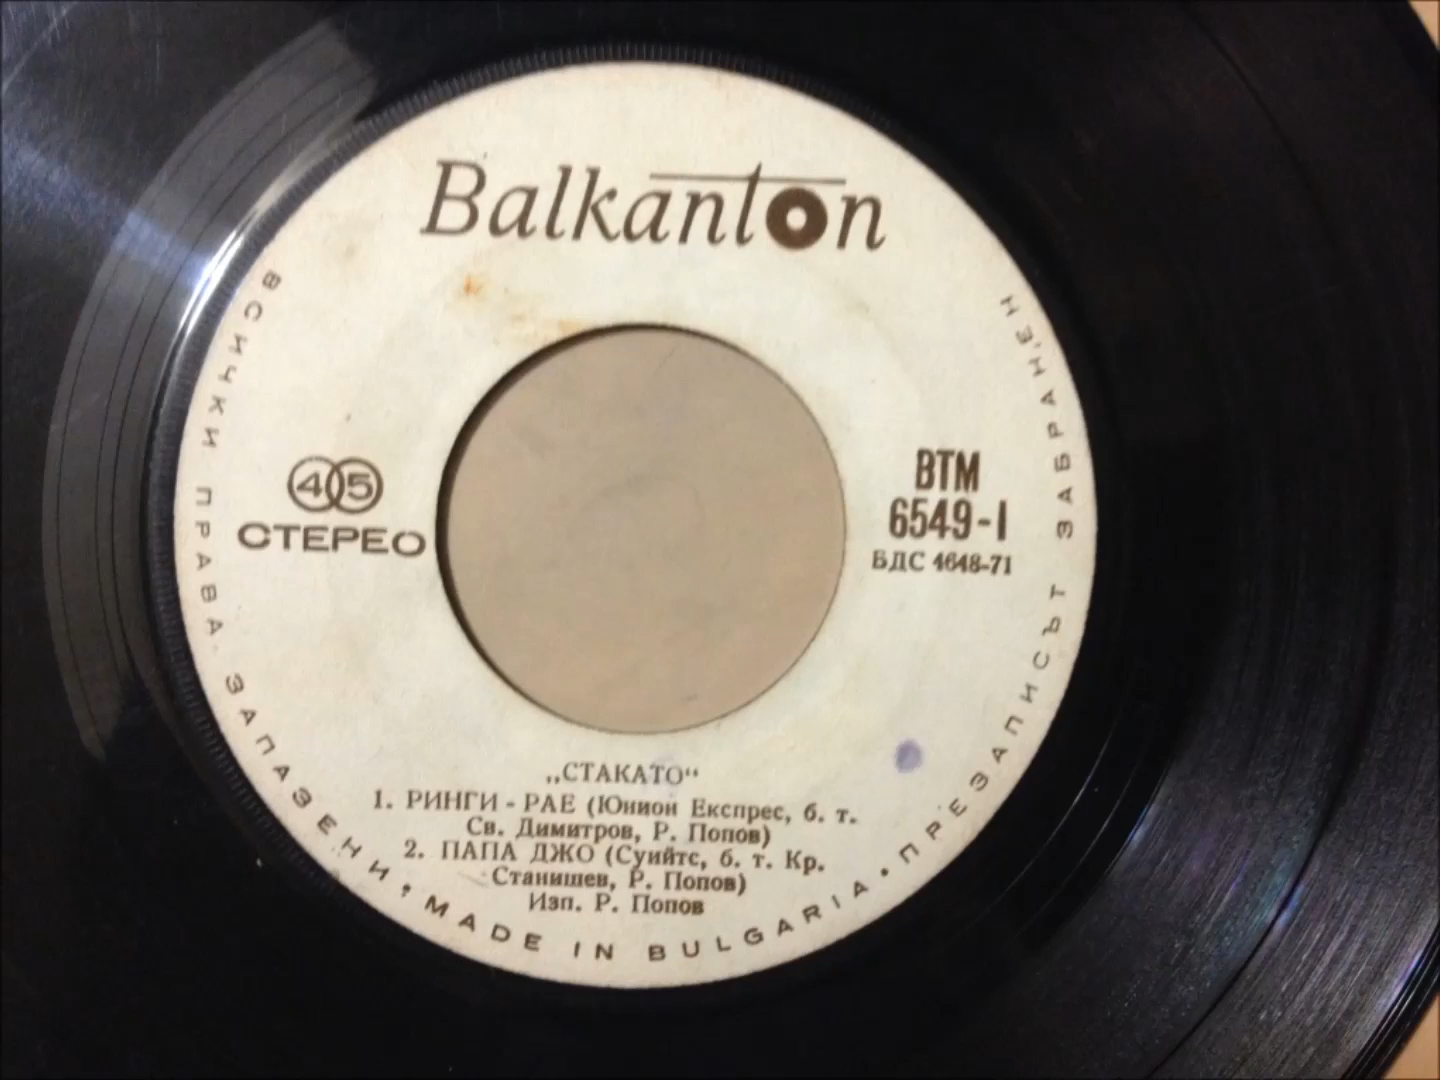 Balkanton
45
СТЕРЕО
ВТМ
6549-I
БДС 4648-71
„СТАКАТО“
1. РИНГИ - РАЕ (Юнион Експрес, б. т.
Св. Димитров, Р. Попов)
2. ПАПА ДЖО (Суийтс, б. т. Кр.
Станишев, Р. Попов)
Изп. Р. Попов
ВСИЧКИ ПРАВА ЗАПАЗЕНИ • MADE IN BULGARIA • ПРЕЗАПИСЪТ ЗАБРАНЕН